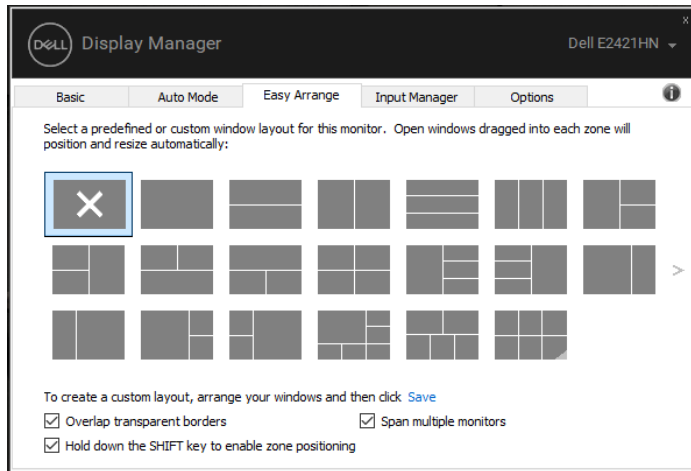 DELL Display Manager
Dell E2421HN
Basic
Auto Mode
Easy Arrange
Input Manager
Options
Select a predefined or custom window layout for this monitor. Open windows dragged into each zone will
position and resize automatically:
To create a custom layout, arrange your windows and then click Save
Overlap transparent borders
Span multiple monitors
Hold down the SHIFT key to enable zone positioning